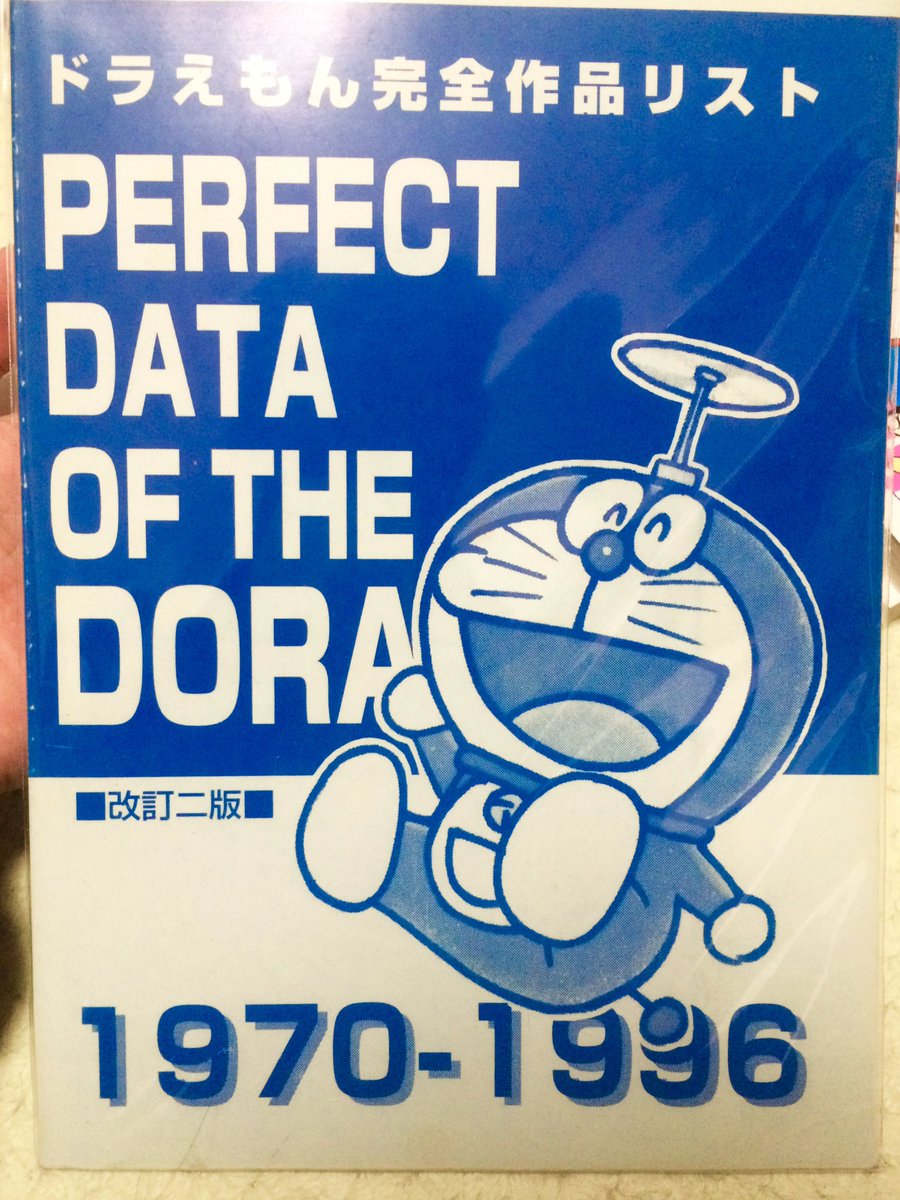 ドラえもん完全作品リスト
PERFECT
DATA
OF THE
DORA
■改訂二版■
1970-1996